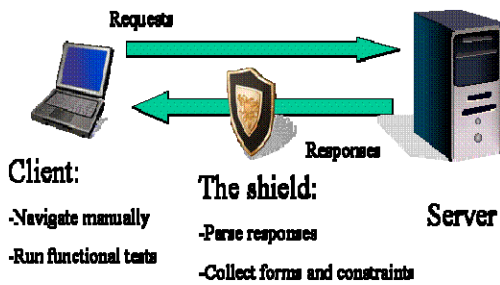 Requests
Responses
Client:
-Navigate manually
-Run functional tests
The shield:
-Parse responses
-Collect forms and constraints
Server